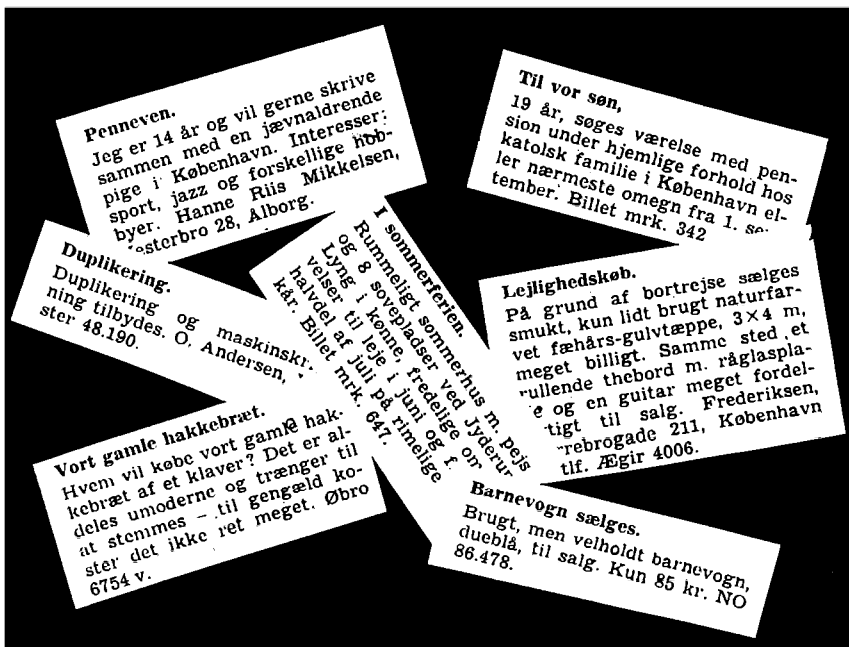 Penneven.
Jeg er 14 år og vil gerne skrive
sammen med en jævnaldrende
pige i København. Interesser:
sport, jazz og forskellige hob-
byer. Hanne Riis Mikkelsen,
28, Alborg.
Til vor søn,
19 år, søges værelse med pen-
sion under hjemlige forhold hos
katolsk familie i København el-
ler nærmeste omegn fra 1. se
tember. Billet mrk. 342
Duplikering.
Duplikering og maskinskr
ning tilbydes. O. Andersen,
ster 48.190.
I sommerferien.
Rummeligt sommerhus m. pejs
og 8 sovepladser ved Jyderup
Lyng i kønne, fredelige om
velser til leje i juni og f
halvdel af juli på rimelige
kår. Billet mrk. 647.
Lejlighedskøb.
På grund af bortrejse sælges
smukt, kun lidt brugt naturfar-
vet fæhårs-gulvtæppe, 3×4 m,
meget billigt. Samme sted et
rullende thebord m. råglaspla-
e og en guitar meget fordel-
tigt til salg. Frederiksen,
rrebrogade 211, København
tlf. Ægir 4006.
Vort gamle hakkebræt.
Hvem vil købe vort gamle hak-
kebræt af et klaver? Det er al-
deles umoderne og trænger til
at stemmes – til gengæld ko-
ster det ikke ret meget. Øbro
6754 v.
Barnevogn sælges.
Brugt, men velholdt barnevogn,
dueblå, til salg. Kun 85 kr. NO
86.478.